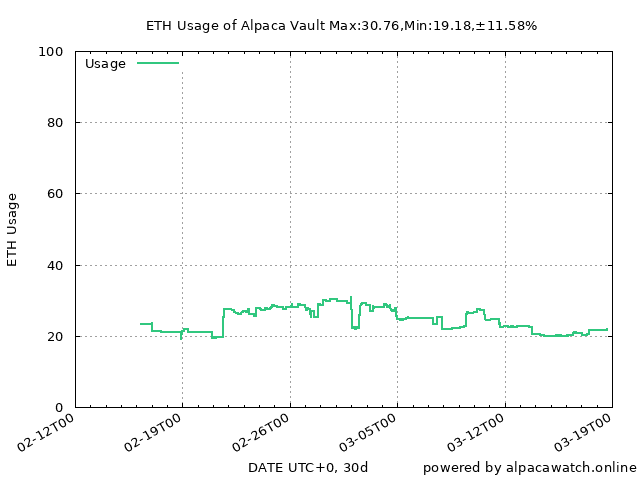 ETH Usage of Alpaca Vault Max:30.76,Min:19.18,±11.58%
100
Usage
80
60
ETH Usage
40
20
0
02-12T00
02-19T00
02-26T00
03-05T00
03-12T00
03-19T00
DATE UTC+0, 30d
powered by alpacawatch.online